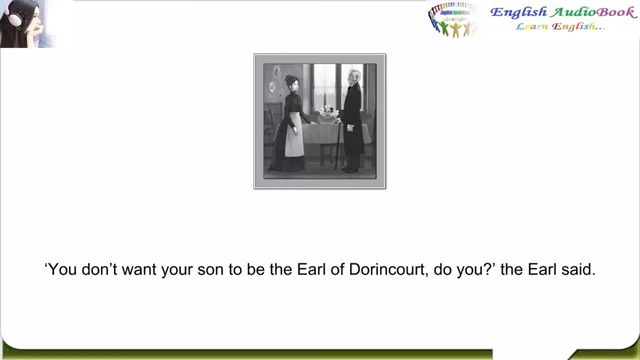 English AudioBook
Learn English...
‘You don’t want your son to be the Earl of Dorincourt, do you?’ the Earl said.